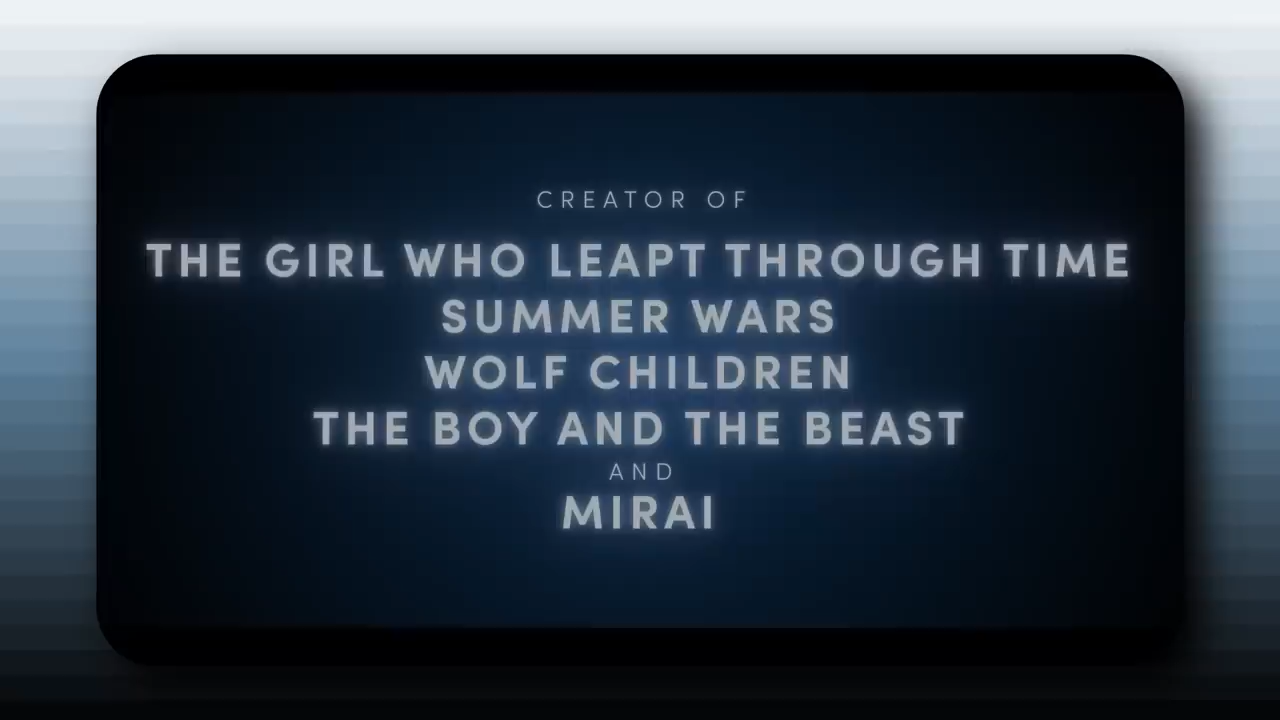 CREATOR OF
THE GIRL WHO LEAPT THROUGH TIME
SUMMER WARS
WOLF CHILDREN
THE BOY AND THE BEAST
AND
MIRAI